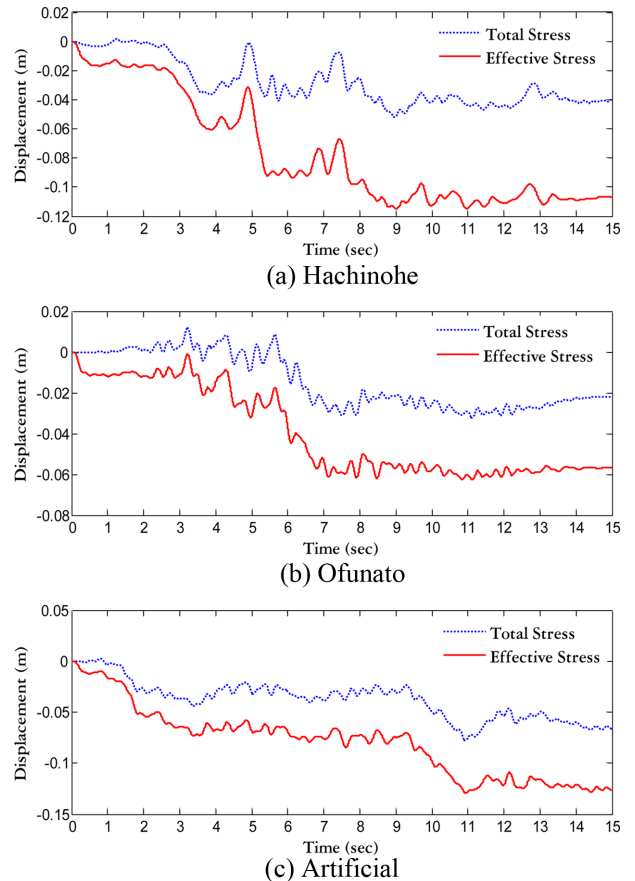 0.02
0
-0.02
-0.04
-0.06
-0.08
-0.1
-0.12
Displacement (m)
Total Stress
Effective Stress
0 1 2 3 4 5 6 7 8 9 10 11 12 13 14 15
Time (sec)
(a) Hachinohe
0.02
0
-0.02
-0.04
-0.06
-0.08
Displacement (m)
Total Stress
Effective Stress
0 1 2 3 4 5 6 7 8 9 10 11 12 13 14 15
Time (sec)
(b) Ofunato
0.05
0
-0.05
-0.1
-0.15
Displacement (m)
Total Stress
Effective Stress
0 1 2 3 4 5 6 7 8 9 10 11 12 13 14 15
Time (sec)
(c) Artificial